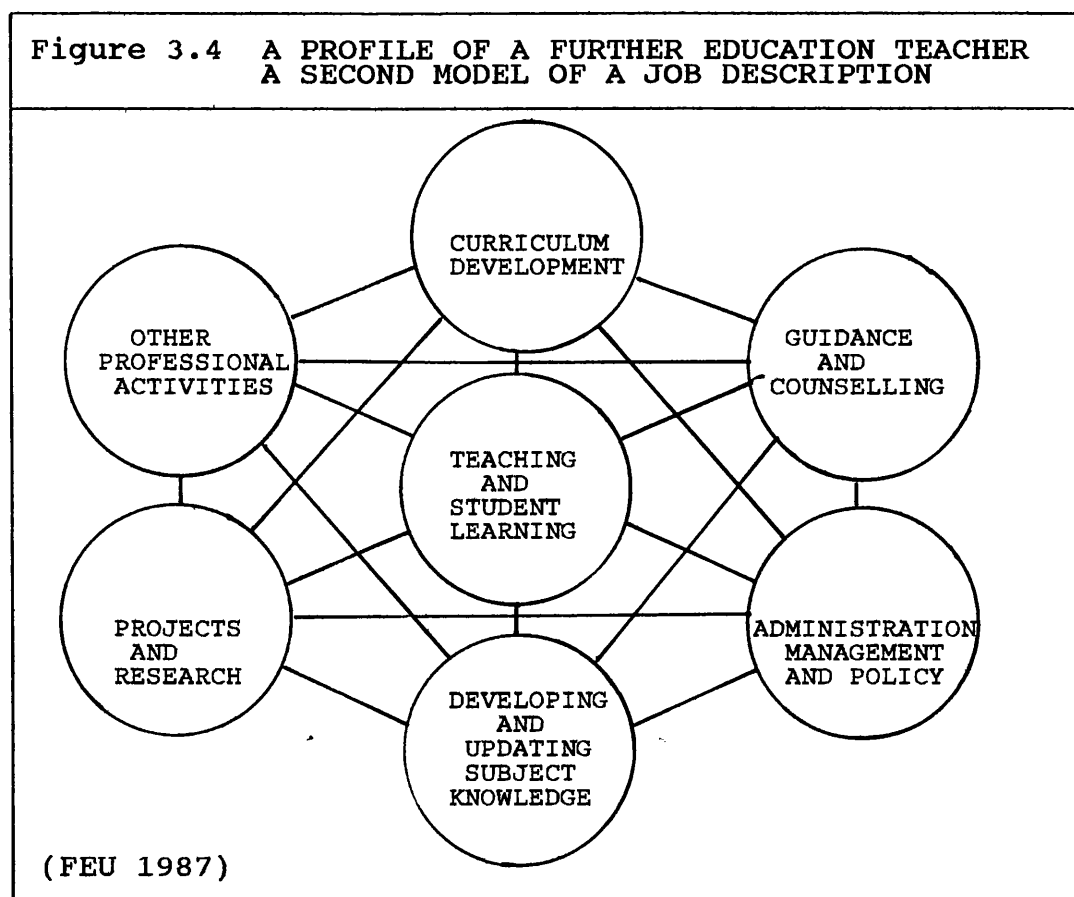 Figure 3.4 A PROFILE OF A FURTHER EDUCATION TEACHER
A SECOND MODEL OF A JOB DESCRIPTION
CURRICULUM
DEVELOPMENT
OTHER
PROFESSIONAL
ACTIVITIES
GUIDANCE
AND
COUNSELLING
TEACHING
AND
STUDENT
LEARNING
PROJECTS
AND
RESEARCH
ADMINISTRATION
MANAGEMENT
AND POLICY
DEVELOPING
AND
UPDATING
SUBJECT
KNOWLEDGE
(FEU 1987)